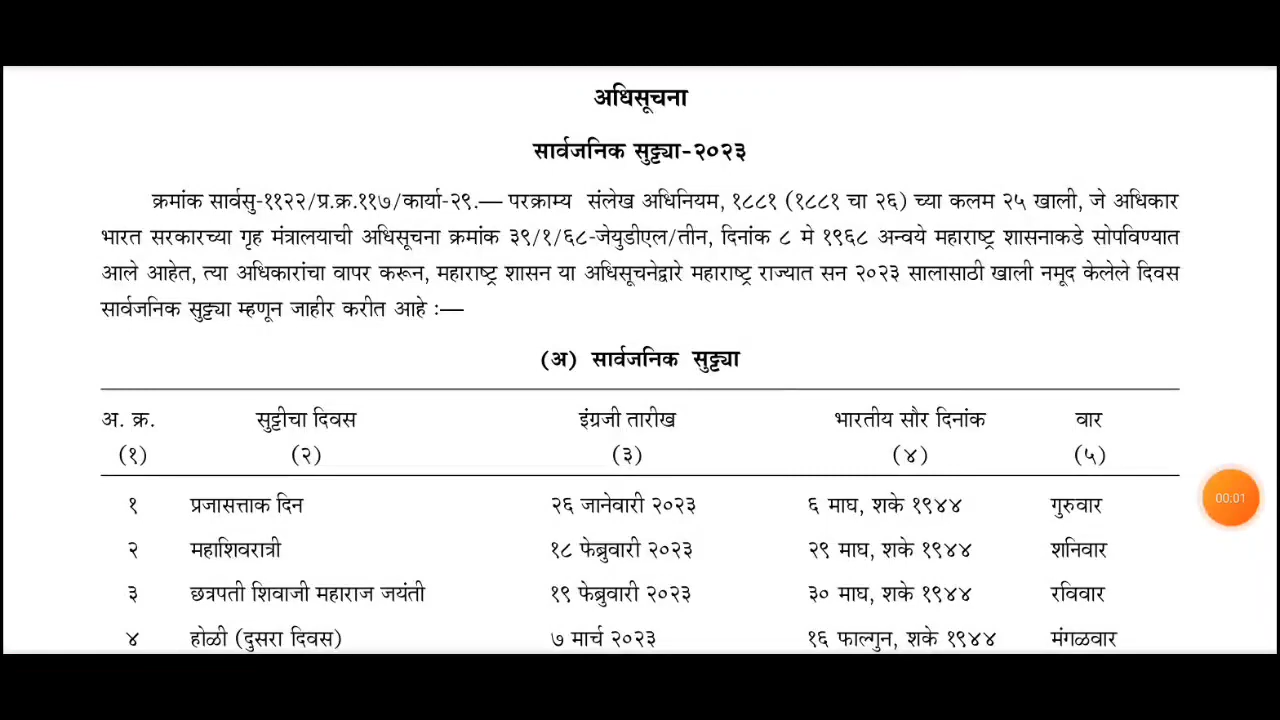 अधिसूचना
सार्वजनिक सुट्ट्या-२०२३
क्रमांक सार्वसु-११२२/प्र.क्र.११७/कार्या-२९.— परक्राम्य संलेख अधिनियम, १८८१ (१८८१ चा २६) च्या कलम २५ खाली, जे अधिकार
भारत सरकारच्या गृह मंत्रालयाची अधिसूचना क्रमांक ३९/१/६८-जेयुडीएल/तीन, दिनांक ८ मे १९६८ अन्वये महाराष्ट्र शासनाकडे सोपविण्यात
आले आहेत, त्या अधिकारांचा वापर करून, महाराष्ट्र शासन या अधिसूचनेद्वारे महाराष्ट्र राज्यात सन २०२३ सालासाठी खाली नमूद केलेले दिवस
सार्वजनिक सुट्ट्या म्हणून जाहीर करीत आहे :—
(अ) सार्वजनिक सुट्ट्या
अ. क्र. सुट्टीचा दिवस इंग्रजी तारीख भारतीय सौर दिनांक वार
(१) (२) (३) (४) (५)
१ प्रजासत्ताक दिन २६ जानेवारी २०२३ ६ माघ, शके १९४४ गुरुवार
२ महाशिवरात्री १८ फेब्रुवारी २०२३ २९ माघ, शके १९४४ शनिवार
३ छत्रपती शिवाजी महाराज जयंती १९ फेब्रुवारी २०२३ ३० माघ, शके १९४४ रविवार
४ होळी (दुसरा दिवस) ७ मार्च २०२३ १६ फाल्गुन, शके १९४४ मंगळवार
00:01